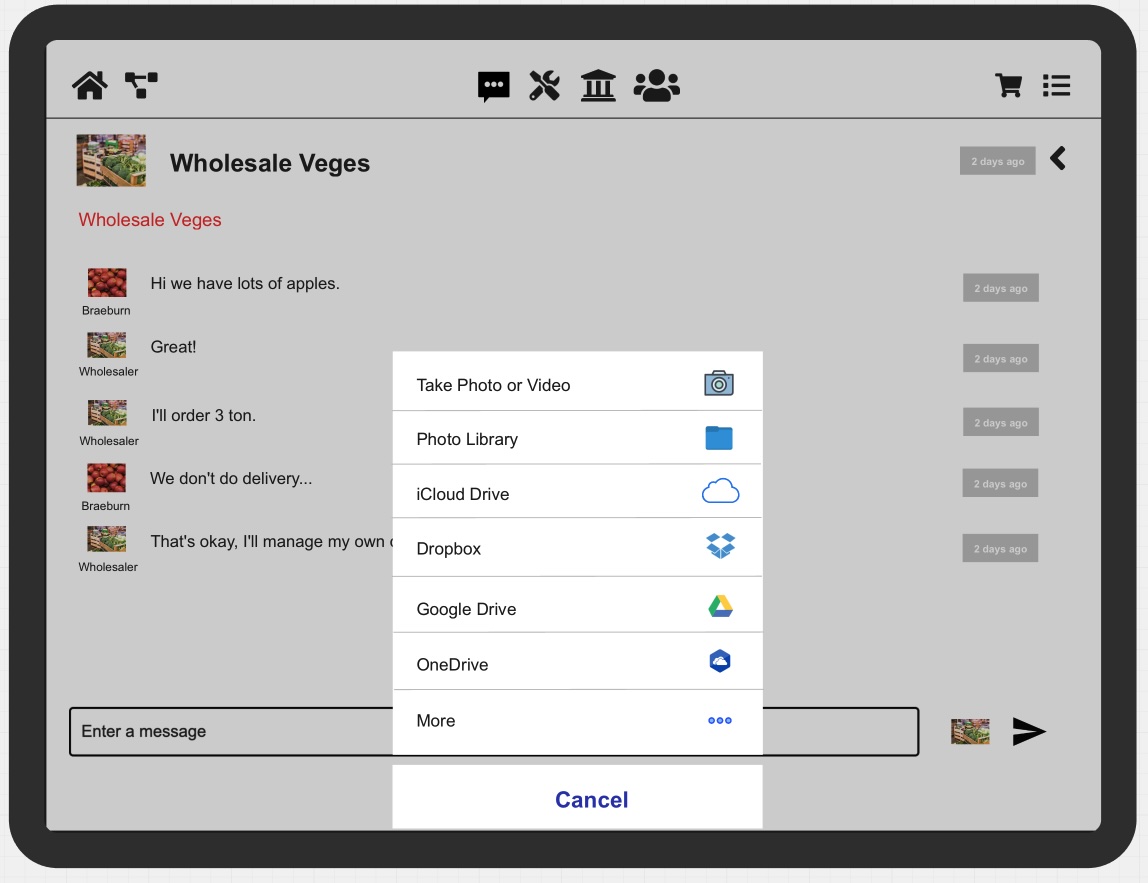 Wholesale Veges
2 days ago
Wholesale Veges
Hi we have lots of apples.
2 days ago
Braeburn
Great!
2 days ago
Wholesaler
I'll order 3 ton.
2 days ago
Wholesaler
We don't do delivery...
2 days ago
Braeburn
That's okay, I'll manage my own
2 days ago
Wholesaler
Take Photo or Video
Photo Library
iCloud Drive
Dropbox
Google Drive
OneDrive
More
Enter a message
Cancel